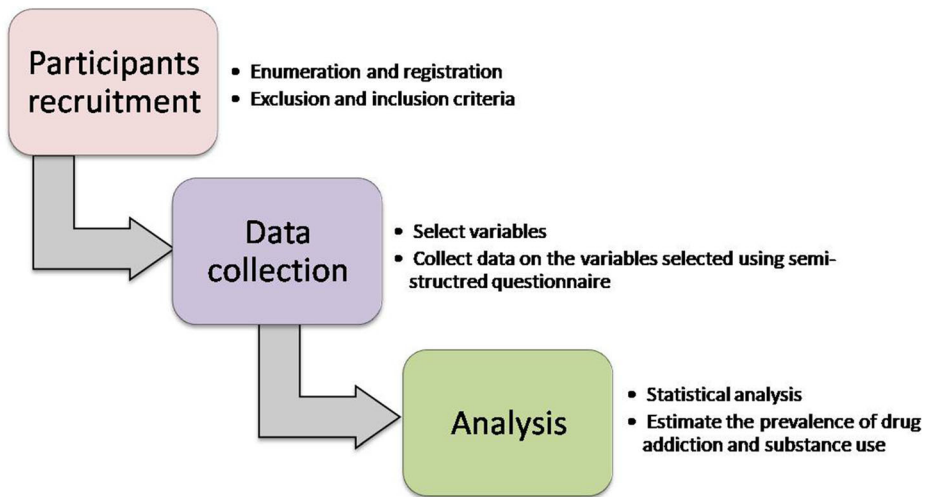 Participants
recruitment
• Enumeration and registration
• Exclusion and inclusion criteria
Data
collection
• Select variables
• Collect data on the variables selected using semi-
structred questionnaire
Analysis
• Statistical analysis
• Estimate the prevalence of drug
addiction and substance use